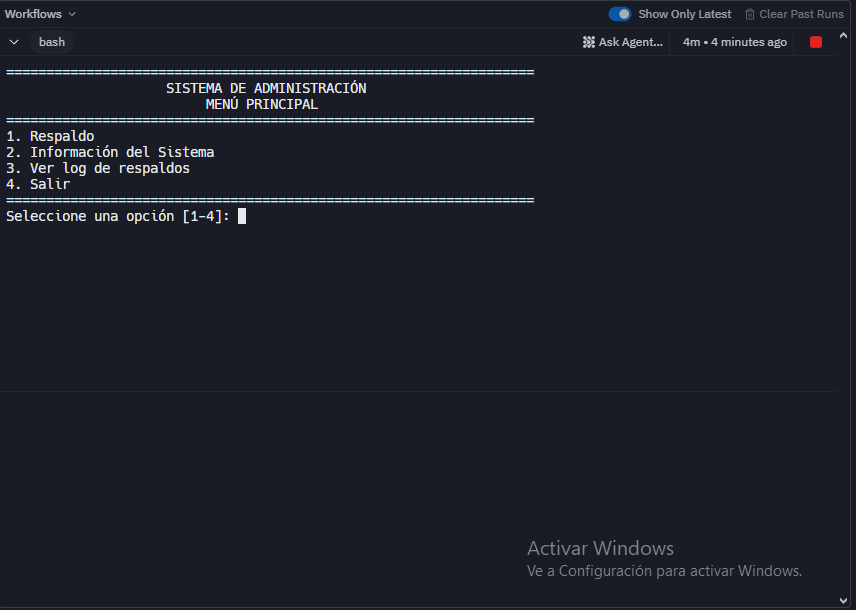 Workflows
Show Only Latest
Clear Past Runs
bash
Ask Agent...
4m • 4 minutes ago
==================================================================
SISTEMA DE ADMINISTRACIÓN
MENÚ PRINCIPAL
==================================================================
1. Respaldo
2. Información del Sistema
3. Ver log de respaldos
4. Salir
==================================================================
Seleccione una opción [1-4]:
Activar Windows
Ve a Configuración para activar Windows.